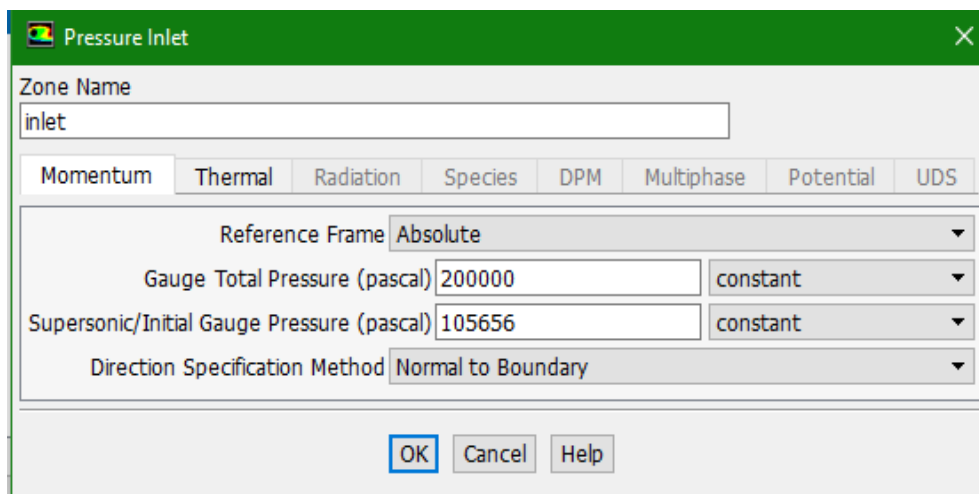 Pressure Inlet
Zone Name
inlet
Momentum Thermal Radiation Species DPM Multiphase Potential UDS
Reference Frame Absolute
Gauge Total Pressure (pascal) 200000 constant
Supersonic/Initial Gauge Pressure (pascal) 105656 constant
Direction Specification Method Normal to Boundary
OK Cancel Help